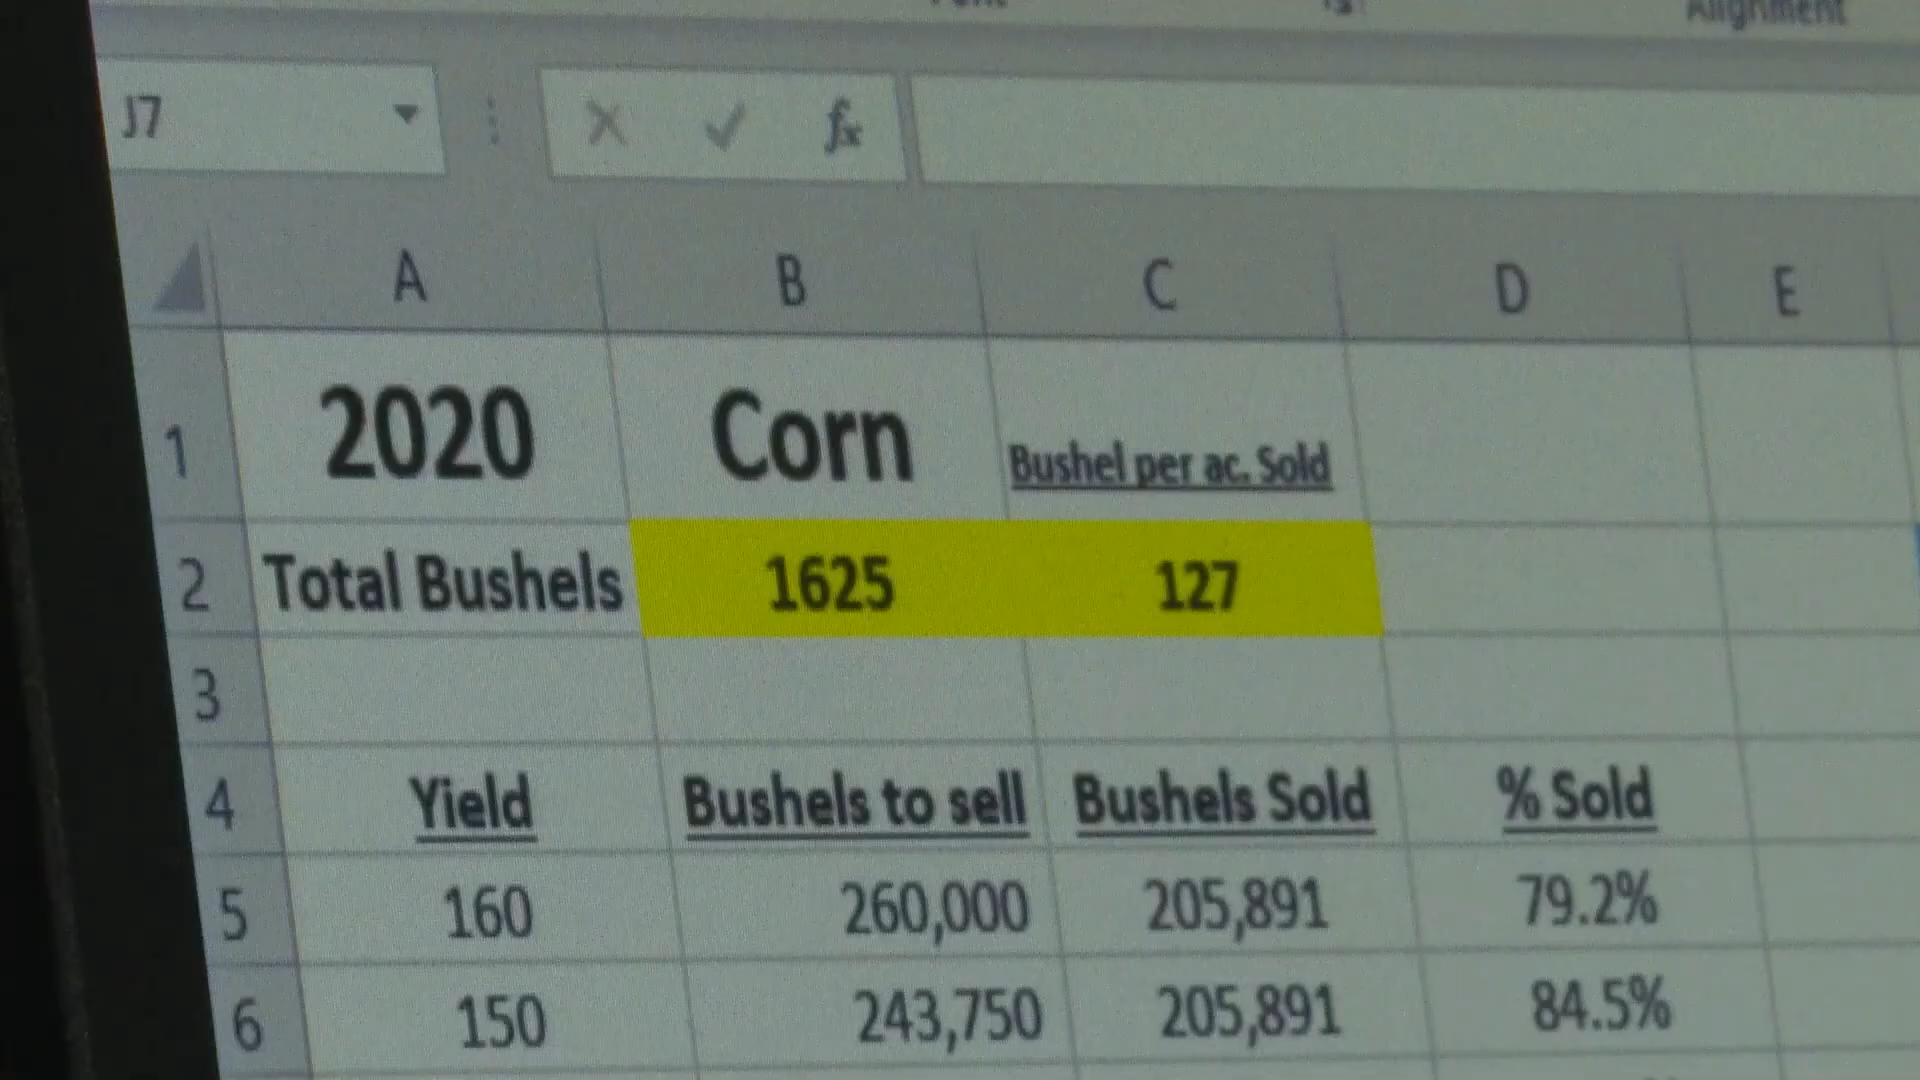 Alignment
J7 fx
A B C D E
1 2020 Corn Bushel per ac. Sold
2 Total Bushels 1625 127
3
4 Yield Bushels to sell Bushels Sold % Sold
5 160 260,000 205,891 79.2%
6 150 243,750 205,891 84.5%